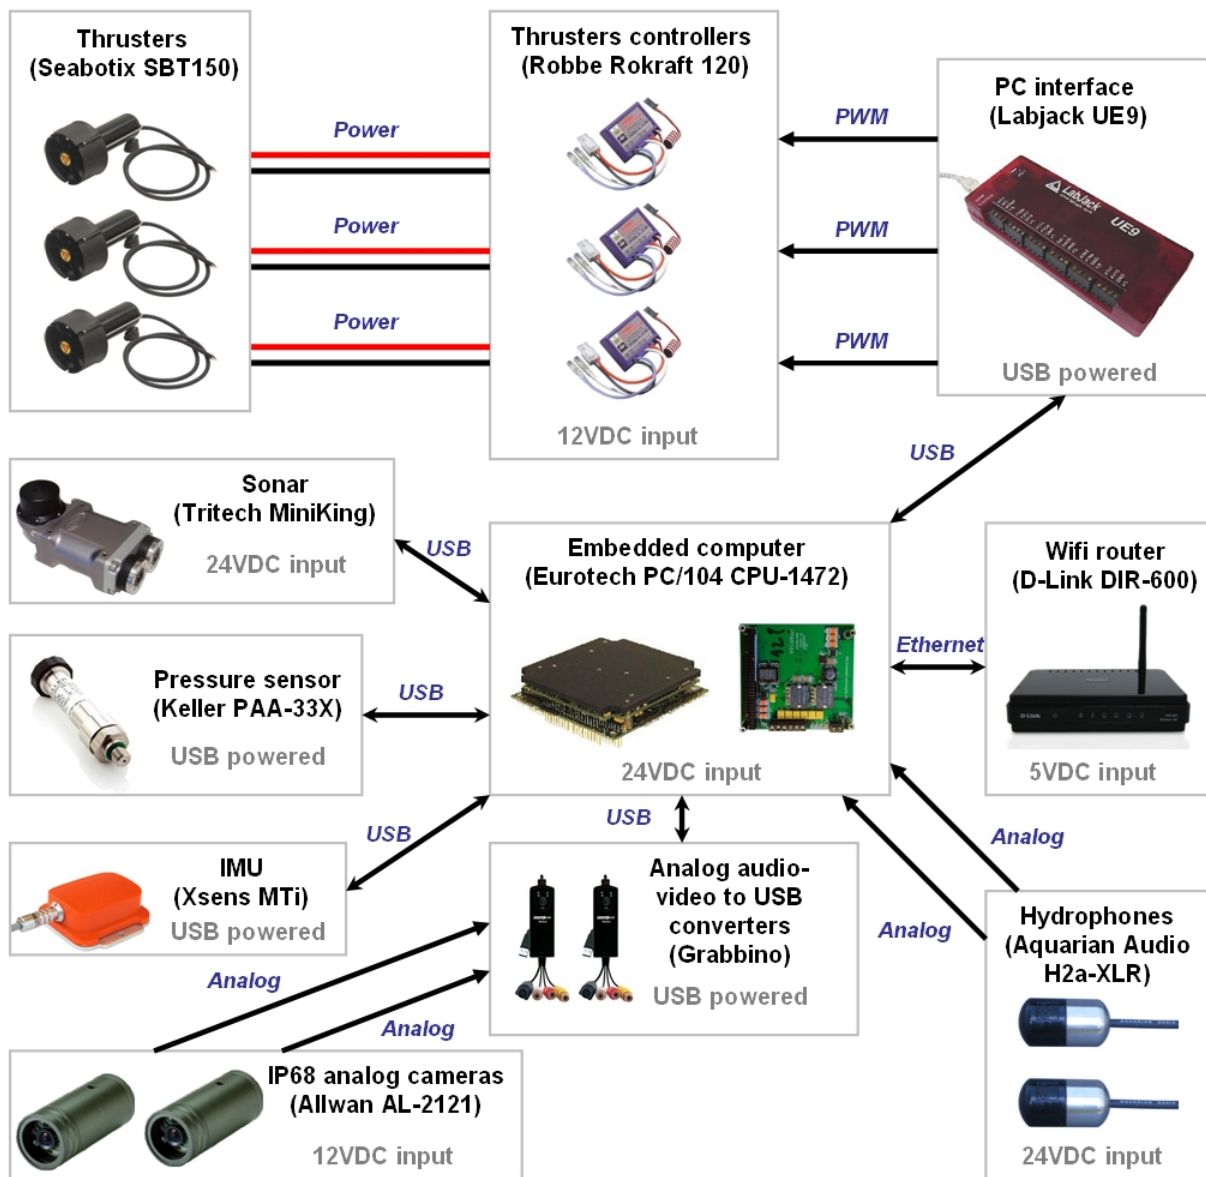 Thrusters
(Seabotix SBT150)
Thrusters controllers
(Robbe Rokraft 120)
PC interface
(Labjack UE9)
Power
PWM
LabJack
UE9
Power
PWM
Power
PWM
USB powered
12VDC input
USB
Sonar
(Tritech MiniKing)
24VDC input
USB
Embedded computer
(Eurotech PC/104 CPU-1472)
24VDC input
Wifi router
(D-Link DIR-600)
Ethernet
D-Link
5VDC input
Pressure sensor
(Keller PAA-33X)
USB powered
USB
USB
USB
IMU
(Xsens MTi)
USB powered
Analog audio-
video to USB
converters
(Grabbino)
USB powered
Analog
Analog
Hydrophones
(Aquarian Audio
H2a-XLR)
24VDC input
Analog
Analog
IP68 analog cameras
(Allwan AL-2121)
12VDC input